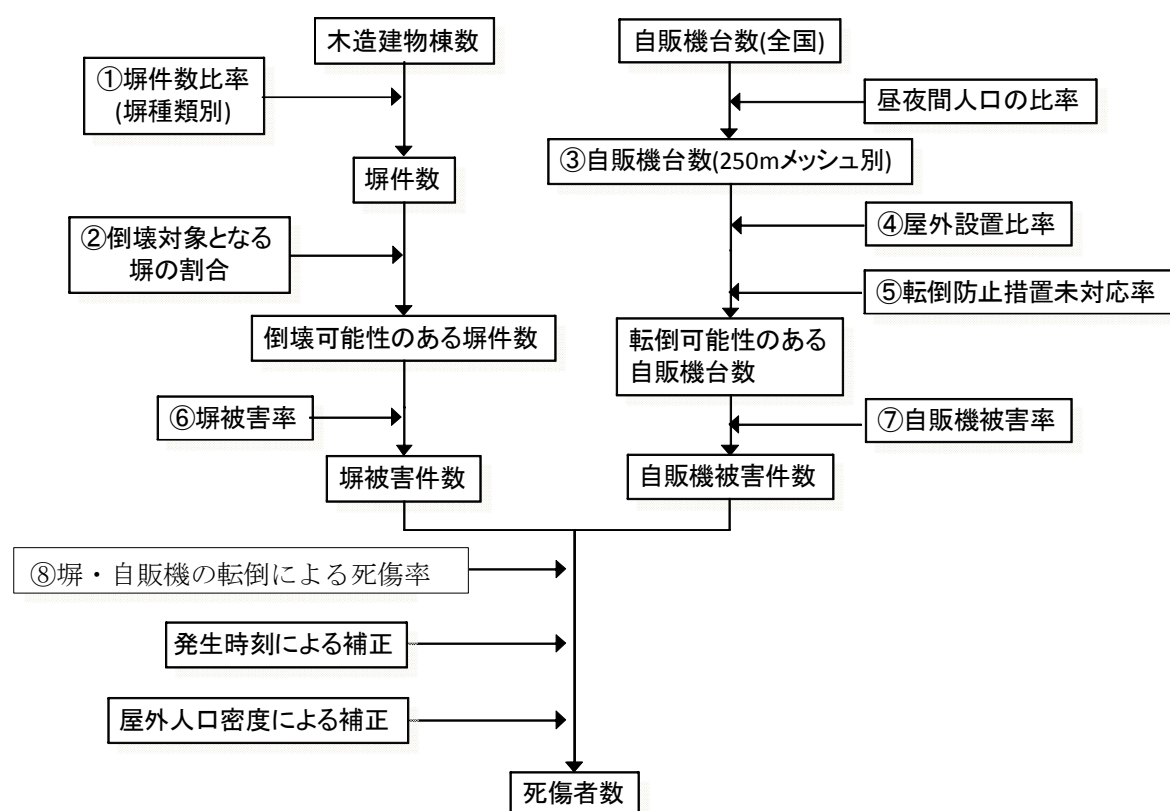 木造建物棟数
自販機台数(全国)
①塀件数比率
(塀種類別)
昼夜間人口の比率
塀件数
③自販機台数(250mメッシュ別)
②倒壊対象となる
塀の割合
④屋外設置比率
⑤転倒防止措置未対応率
倒壊可能性のある塀件数
転倒可能性のある
自販機台数
⑥塀被害率
⑦自販機被害率
塀被害件数
自販機被害件数
⑧塀・自販機の転倒による死傷率
発生時刻による補正
屋外人口密度による補正
死傷者数